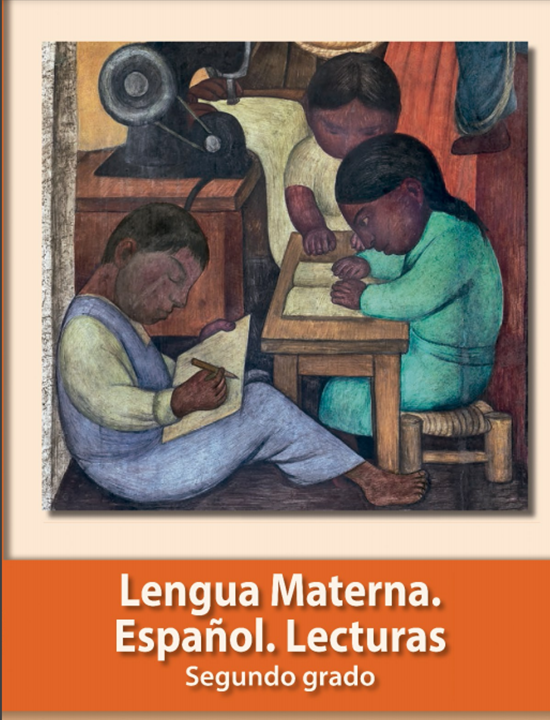 Lengua Materna.
Español. Lecturas
Segundo grado